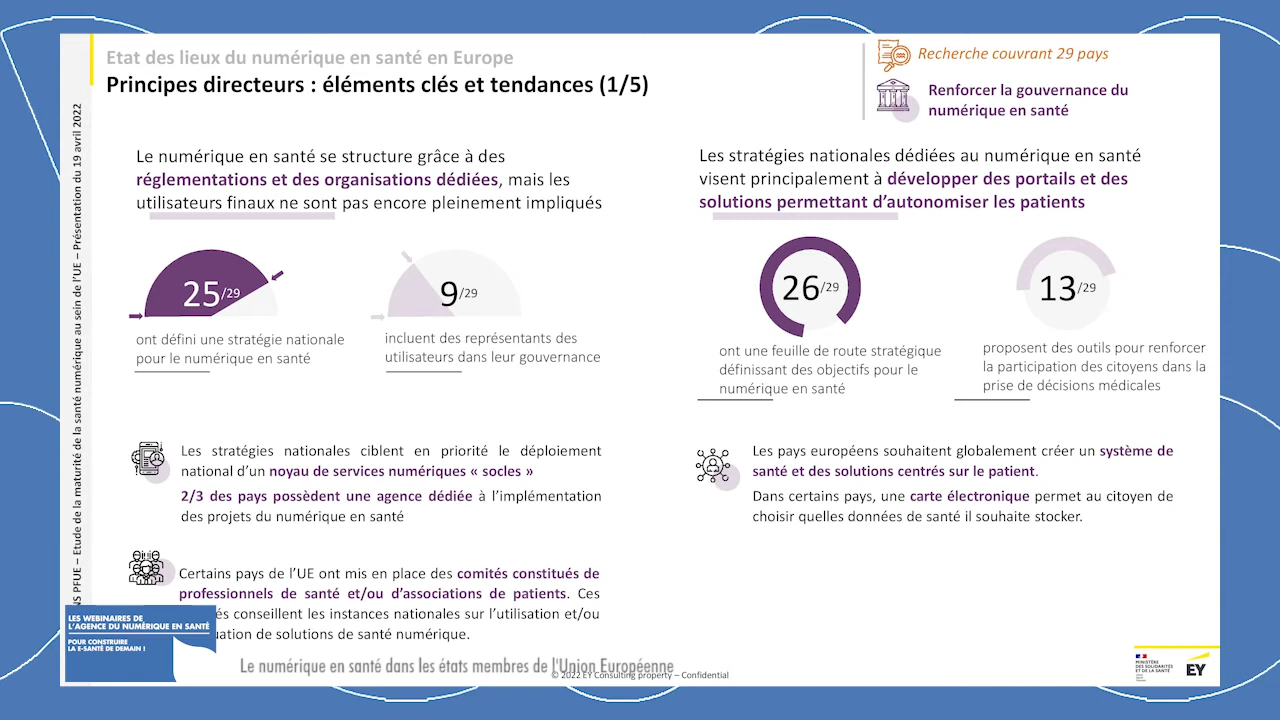 Etat des lieux du numérique en santé en Europe
Principes directeurs : éléments clés et tendances (1/5)
Recherche couvrant 29 pays
Renforcer la gouvernance du
numérique en santé
NS PFUE – Etude de la maturité de la santé numérique au sein de l'UE – Présentation du 19 avril 2022
Le numérique en santé se structure grâce à des
réglementations et des organisations dédiées, mais les
utilisateurs finaux ne sont pas encore pleinement impliqués
25/29
ont défini une stratégie nationale
pour le numérique en santé
9/29
incluent des représentants des
utilisateurs dans leur gouvernance
Les stratégies nationales dédiées au numérique en santé
visent principalement à développer des portails et des
solutions permettant d'autonomiser les patients
26/29
ont une feuille de route stratégique
définissant des objectifs pour le
numérique en santé
13/29
proposent des outils pour renforcer
la participation des citoyens dans la
prise de décisions médicales
Les stratégies nationales ciblent en priorité le déploiement
national d'un noyau de services numériques « socles »
2/3 des pays possèdent une agence dédiée à l'implémentation
des projets du numérique en santé
Certains pays de l'UE ont mis en place des comités constitués de
professionnels de santé et/ou d'associations de patients. Ces
és conseillent les instances nationales sur l'utilisation et/ou
uation de solutions de santé numérique.
Les pays européens souhaitent globalement créer un système de
santé et des solutions centrés sur le patient.
Dans certains pays, une carte électronique permet au citoyen de
choisir quelles données de santé il souhaite stocker.
LES WEBINAIRES DE
L'AGENCE DU NUMÉRIQUE EN SANTÉ
POUR CONSTRUIRE
LA E-SANTÉ DE DEMAIN !
Le numérique en santé dans les états membres de l'Union Européenne
© 2022 EY Consulting property – Confidential
MINISTÈRE
DES SOLIDARITÉS
ET DE LA SANTÉ
EY